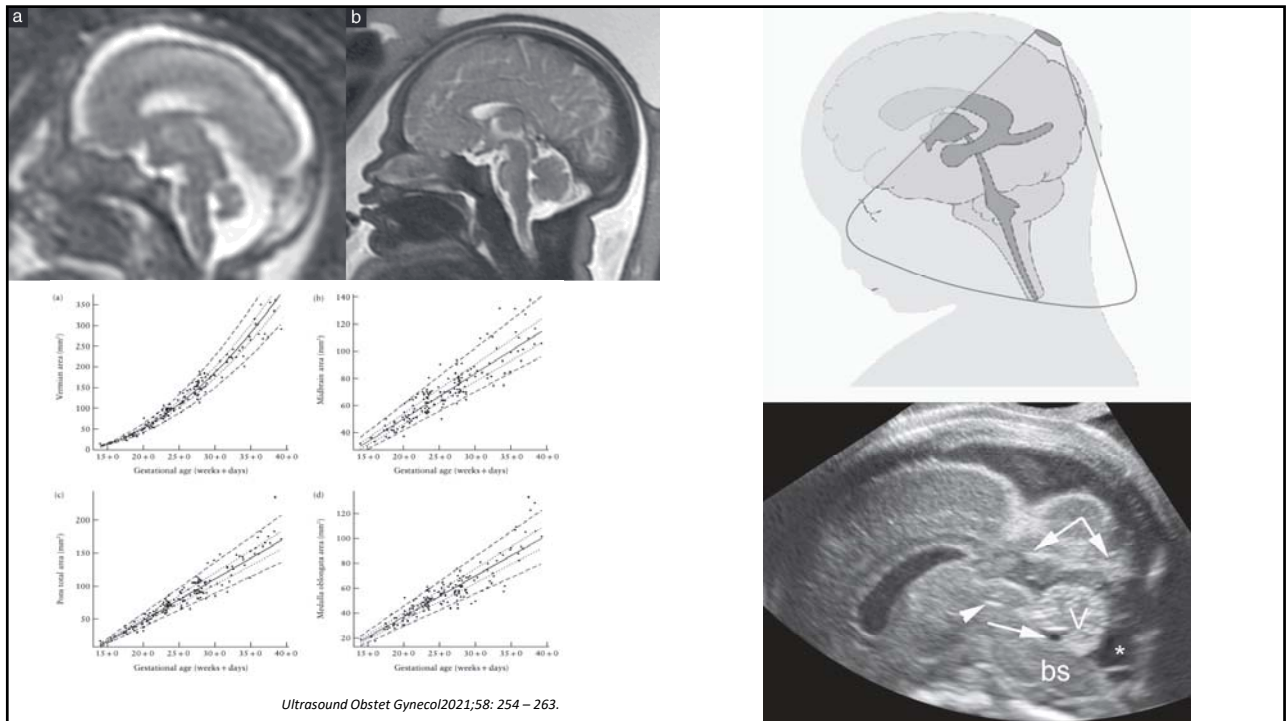 a
b
(a)
350
300
250
200
150
100
50
0
Vermian area (mm²)
15 + 0 20 + 0 25 + 0 30 + 0 35 + 0 40 + 0
Gestational age (weeks + days)
(b)
140
120
100
80
60
40
Midbrain area (mm²)
15 + 0 20 + 0 25 + 0 30 + 0 35 + 0 40 + 0
Gestational age (weeks + days)
(c)
200
150
100
50
Pons total area (mm²)
15 + 0 20 + 0 25 + 0 30 + 0 35 + 0 40 + 0
Gestational age (weeks + days)
(d)
120
100
80
60
40
20
Medulla oblongata area (mm²)
15 + 0 20 + 0 25 + 0 30 + 0 35 + 0 40 + 0
Gestational age (weeks + days)
Ultrasound Obstet Gynecol2021;58: 254 – 263.
V
*
bs